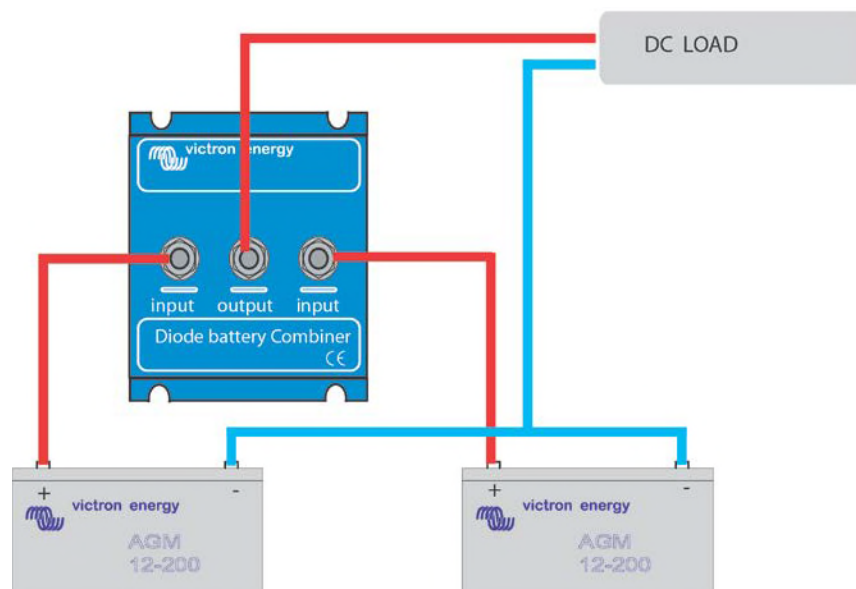 DC LOAD
victron energy
input output input
Diode battery Combiner
CE
+ -
victron energy
AGM
12-200
+ -
victron energy
AGM
12-200